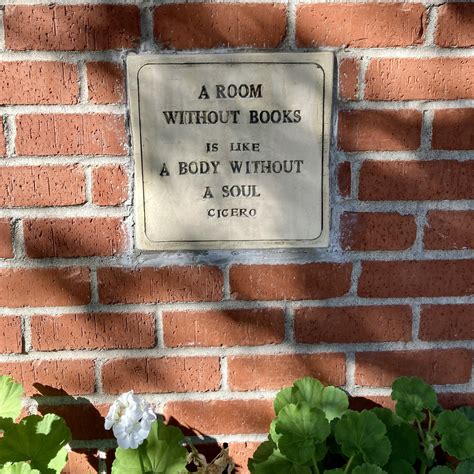 A ROOM
WITHOUT BOOKS
IS LIKE
A BODY WITHOUT
A SOUL
CICERO